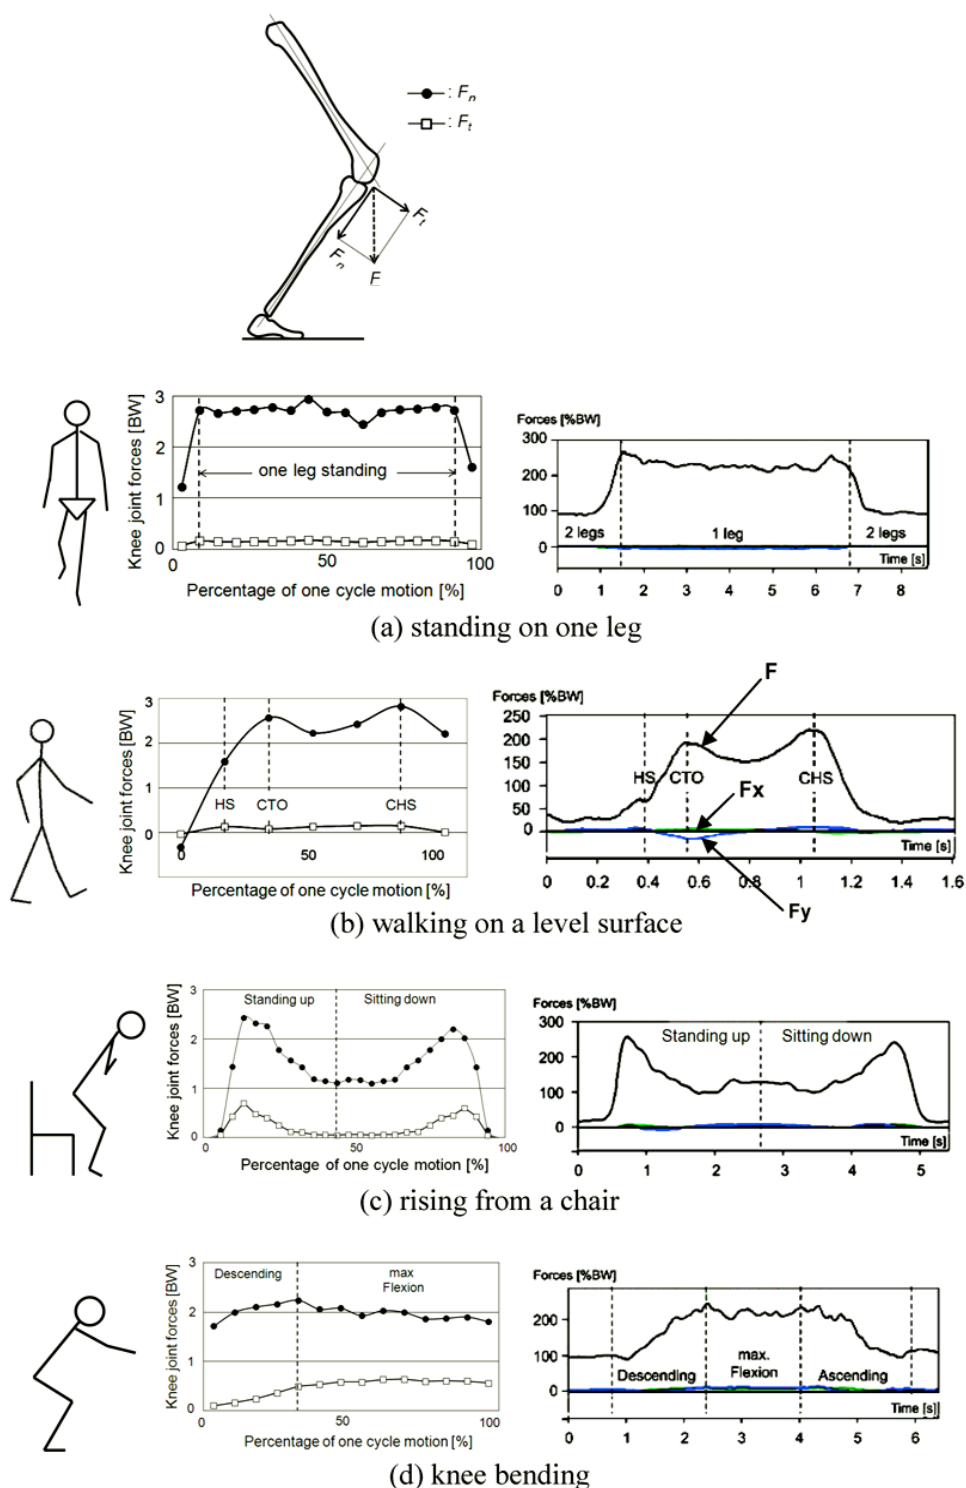 : Fn
: Ft
Ft
Fn
F
Knee joint forces [BW]
3
2
1
0
one leg standing
0
50
100
Percentage of one cycle motion [%]
Forces [%BW]
300
200
100
0
2 legs
1 leg
2 legs
Time [s]
0 1 2 3 4 5 6 7 8
(a) standing on one leg
Knee joint forces [BW]
3
2
1
0
HS CTO CHS
0
50
100
Percentage of one cycle motion [%]
F
Forces [%BW]
250
200
150
100
50
0
HS CTO CHS
Fx
Time [s]
0 0.2 0.4 0.6 0.8 1 1.2 1.4 1.6
Fy
(b) walking on a level surface
Knee joint forces [BW]
3
2
1
0
Standing up Sitting down
0
50
100
Percentage of one cycle motion [%]
Forces [%BW]
300
200
100
0
Standing up Sitting down
Time [s]
0 1 2 3 4 5
(c) rising from a chair
Knee joint forces [BW]
3
2
1
0
Descending
max
Flexion
0
50
100
Percentage of one cycle motion [%]
Forces [%BW]
200
100
0
Descending
max.
Flexion
Ascending
Time [s]
0 1 2 3 4 5 6
(d) knee bending